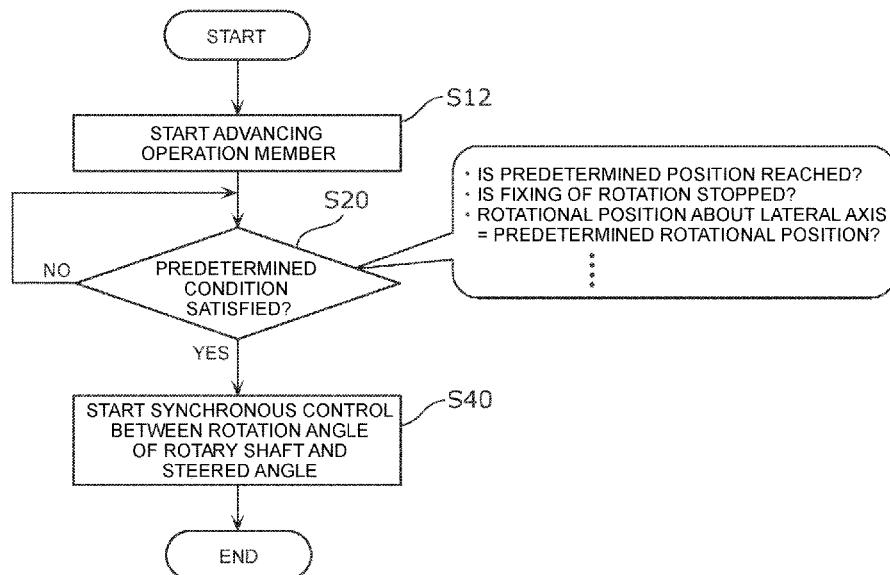 START
S12
START ADVANCING
OPERATION MEMBER
• IS PREDETERMINED POSITION REACHED?
• IS FIXING OF ROTATION STOPPED?
• ROTATIONAL POSITION ABOUT LATERAL AXIS
= PREDETERMINED ROTATIONAL POSITION?
S20
NO
PREDETERMINED
CONDITION
SATISFIED?
YES
S40
START SYNCHRONOUS CONTROL
BETWEEN ROTATION ANGLE
OF ROTARY SHAFT AND
STEERED ANGLE
END